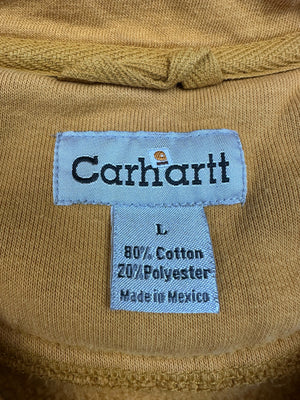 Carhartt
L
80% Cotton
20% Polyester
Made in Mexico